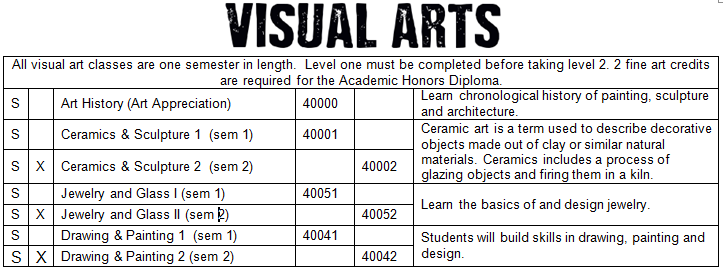 VISUAL ARTS
All visual art classes are one semester in length. Level one must be completed before taking level 2. 2 fine art credits
are required for the Academic Honors Diploma.
S Art History (Art Appreciation) 40000 Learn chronological history of painting, sculpture
and architecture.
S Ceramics & Sculpture 1 (sem 1) 40001 Ceramic art is a term used to describe decorative
objects made out of clay or similar natural
S X Ceramics & Sculpture 2 (sem 2) 40002 materials. Ceramics includes a process of
glazing objects and firing them in a kiln.
S Jewelry and Glass I (sem 1) 40051
Learn the basics of and design jewelry.
S X Jewelry and Glass II (sem 2) 40052
S Drawing & Painting 1 (sem 1) 40041 Students will build skills in drawing, painting and
S X Drawing & Painting 2 (sem 2) 40042 design.